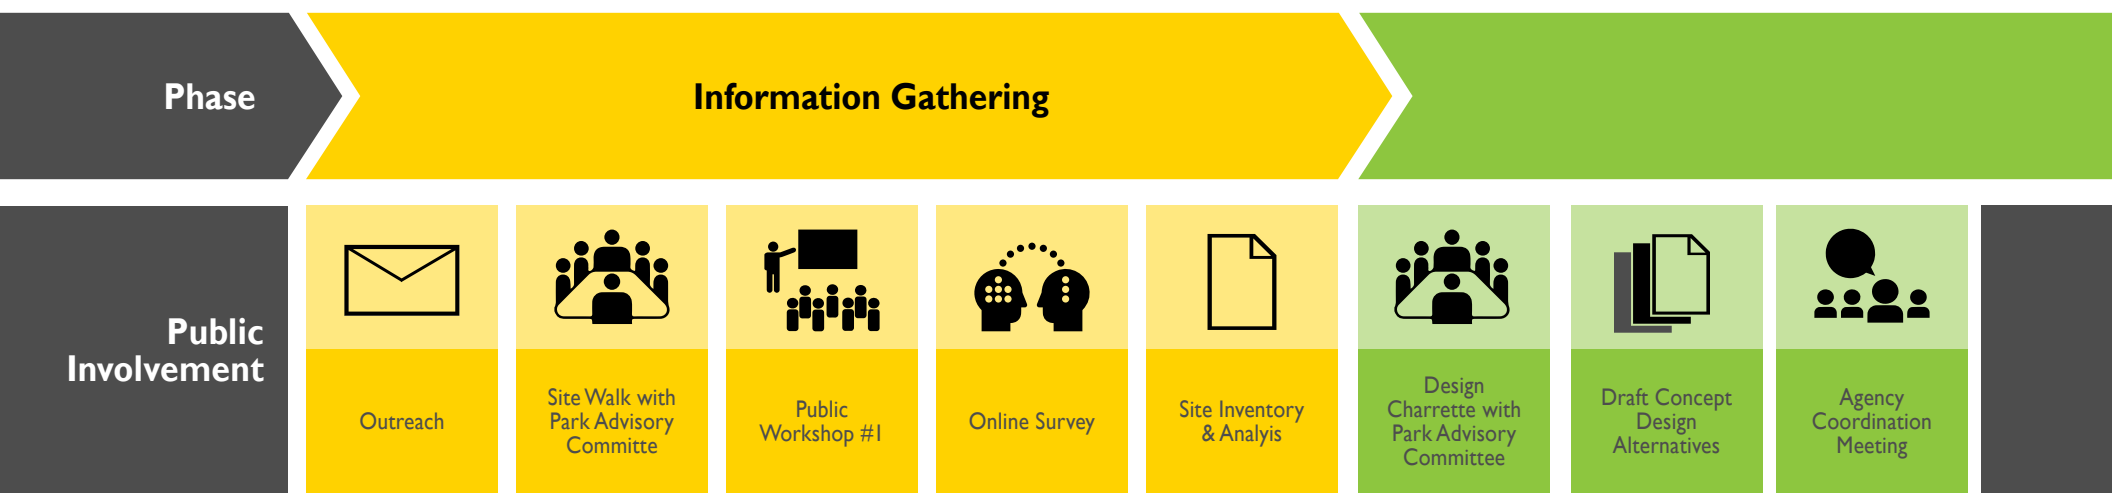 Phase
Information Gathering
Public
Involvement
Outreach
Site Walk with
Park Advisory
Committe
Public
Workshop #1
Online Survey
Site Inventory
& Analyis
Design
Charrette with
Park Advisory
Committee
Draft Concept
Design
Alternatives
Agency
Coordination
Meeting